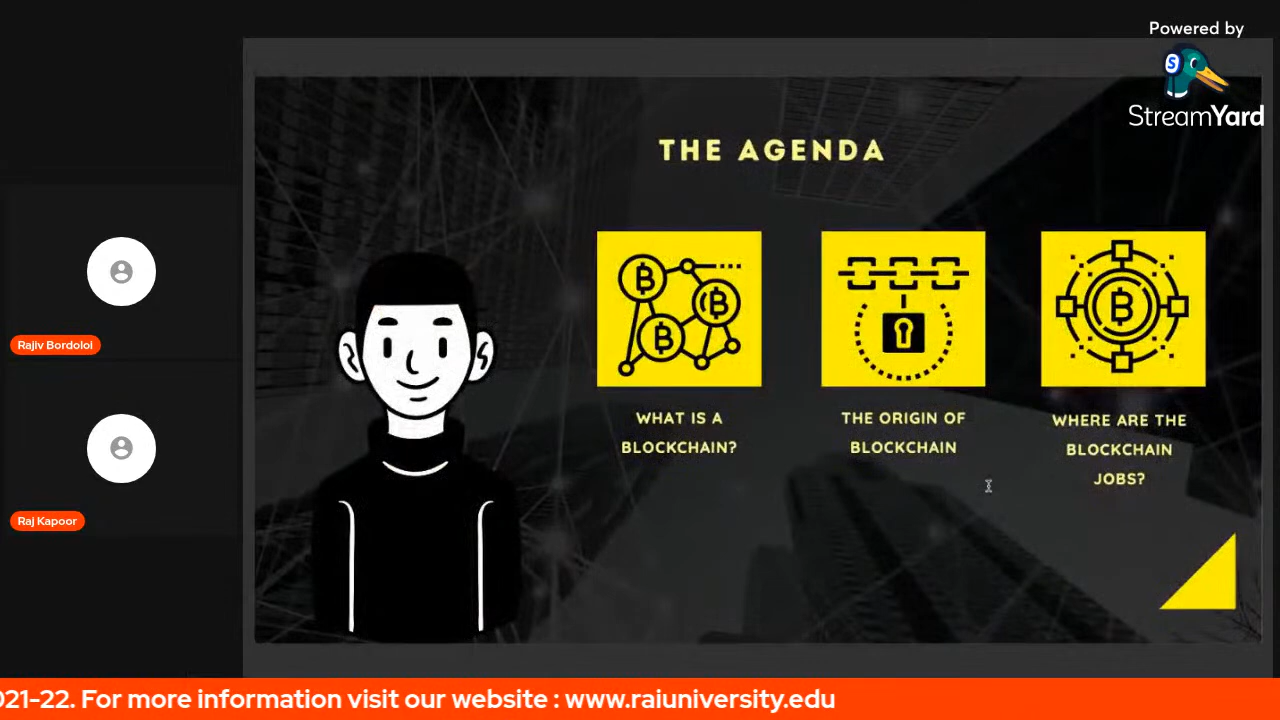 Powered by
StreamYard
THE AGENDA
WHAT IS A
BLOCKCHAIN?
THE ORIGIN OF
BLOCKCHAIN
WHERE ARE THE
BLOCKCHAIN
JOBS?
Rajiv Bordoloi
Raj Kapoor
021-22. For more information visit our website : www.raiuniversity.edu